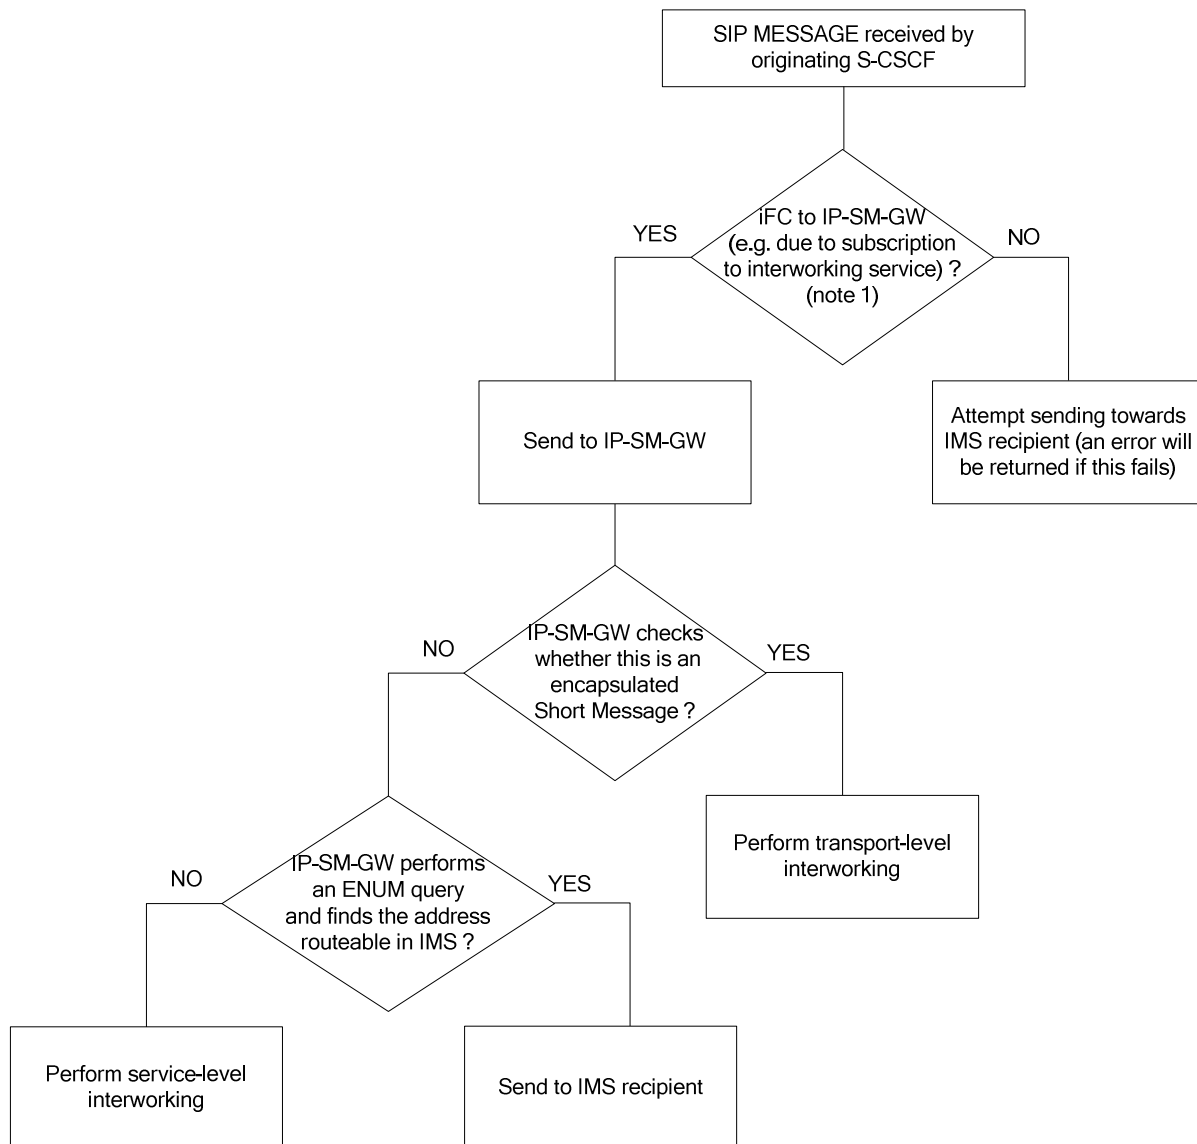 SIP MESSAGE received by
originating S-CSCF
iFC to IP-SM-GW
(e.g. due to subscription
to interworking service) ?
(note 1)
YES
NO
Send to IP-SM-GW
Attempt sending towards
IMS recipient (an error will
be returned if this fails)
IP-SM-GW checks
whether this is an
encapsulated
Short Message ?
NO
YES
Perform transport-level
interworking
IP-SM-GW performs
an ENUM query
and finds the address
routeable in IMS ?
NO
YES
Perform service-level
interworking
Send to IMS recipient